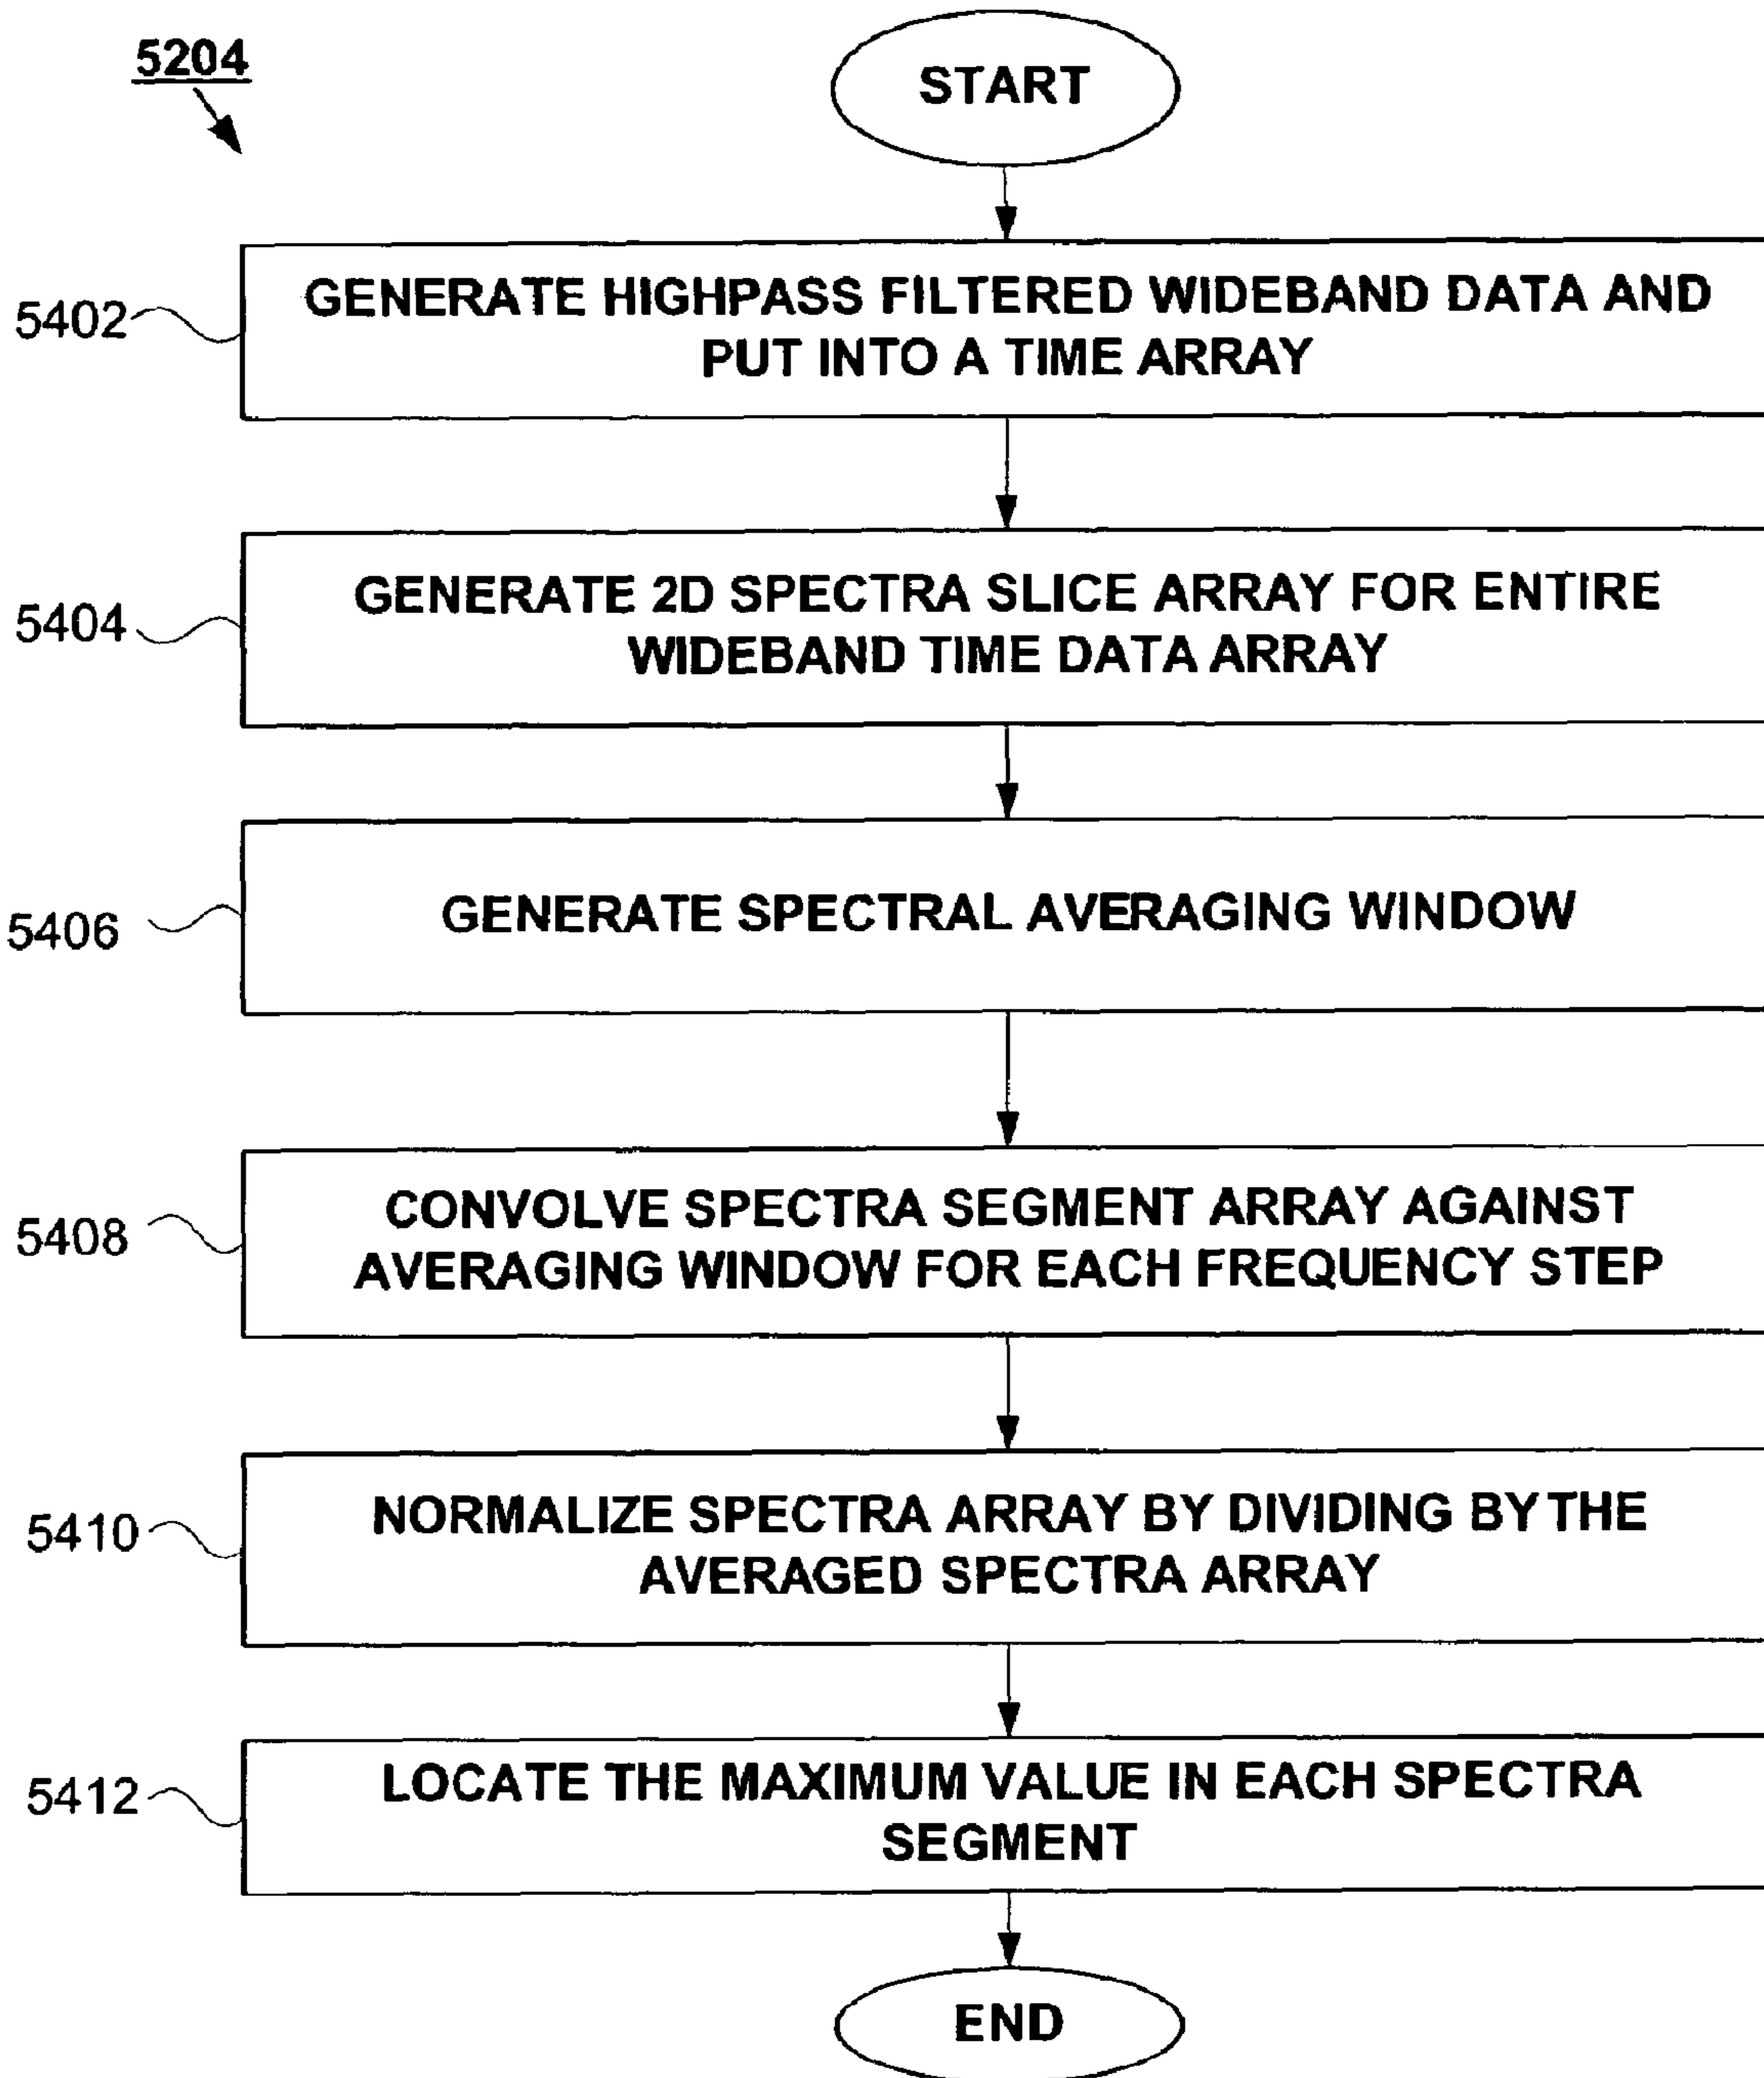 5204
START
5402
GENERATE HIGHPASS FILTERED WIDEBAND DATA AND
PUT INTO A TIME ARRAY
5404
GENERATE 2D SPECTRA SLICE ARRAY FOR ENTIRE
WIDEBAND TIME DATA ARRAY
5406
GENERATE SPECTRAL AVERAGING WINDOW
5408
CONVOLVE SPECTRA SEGMENT ARRAY AGAINST
AVERAGING WINDOW FOR EACH FREQUENCY STEP
5410
NORMALIZE SPECTRA ARRAY BY DIVIDING BY THE
AVERAGED SPECTRA ARRAY
5412
LOCATE THE MAXIMUM VALUE IN EACH SPECTRA
SEGMENT
END